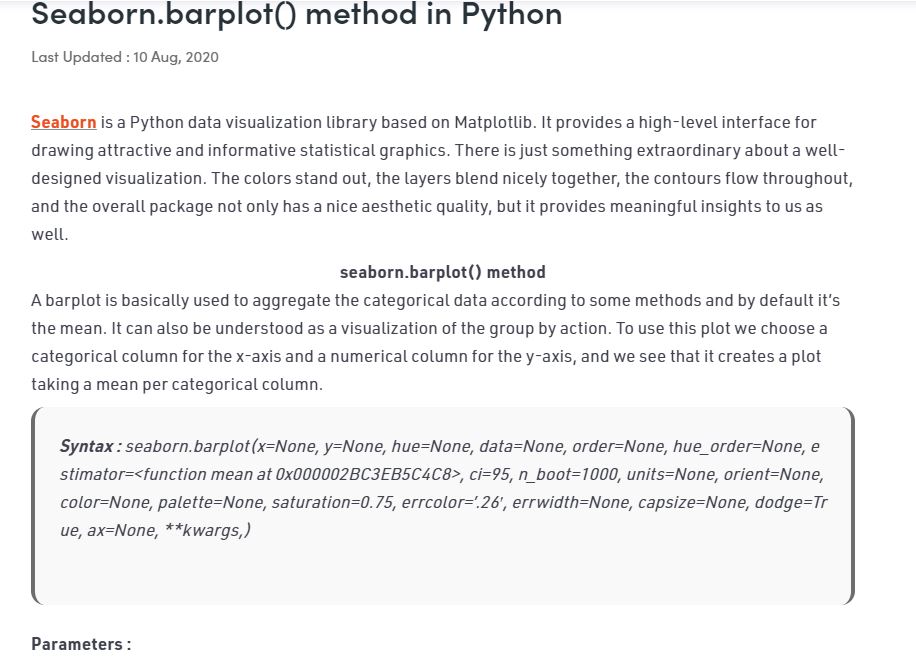 Seaborn.barplot() method in Python
Last Updated : 10 Aug, 2020
Seaborn is a Python data visualization library based on Matplotlib. It provides a high-level interface for
drawing attractive and informative statistical graphics. There is just something extraordinary about a well-
designed visualization. The colors stand out, the layers blend nicely together, the contours flow throughout,
and the overall package not only has a nice aesthetic quality, but it provides meaningful insights to us as
well.
seaborn.barplot() method
A barplot is basically used to aggregate the categorical data according to some methods and by default it's
the mean. It can also be understood as a visualization of the group by action. To use this plot we choose a
categorical column for the x-axis and a numerical column for the y-axis, and we see that it creates a plot
taking a mean per categorical column.
Syntax : seaborn.barplot(x=None, y=None, hue=None, data=None, order=None, hue_order=None, e
stimator=<function mean at 0x000002BC3EB5C4C8>, ci=95, n_boot=1000, units=None, orient=None,
color=None, palette=None, saturation=0.75, errcolor='.26', errwidth=None, capsize=None, dodge=Tr
ue, ax=None, **kwargs,)
Parameters :